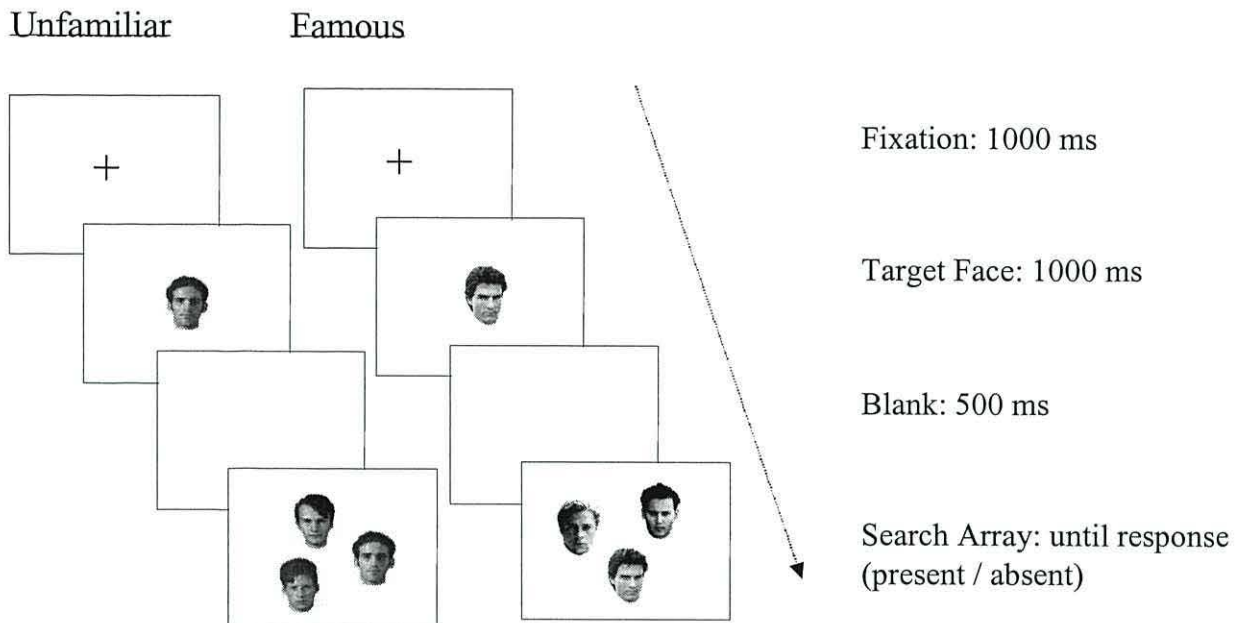 Unfamiliar
Famous
Fixation: 1000 ms
Target Face: 1000 ms
Blank: 500 ms
Search Array: until response
(present / absent)